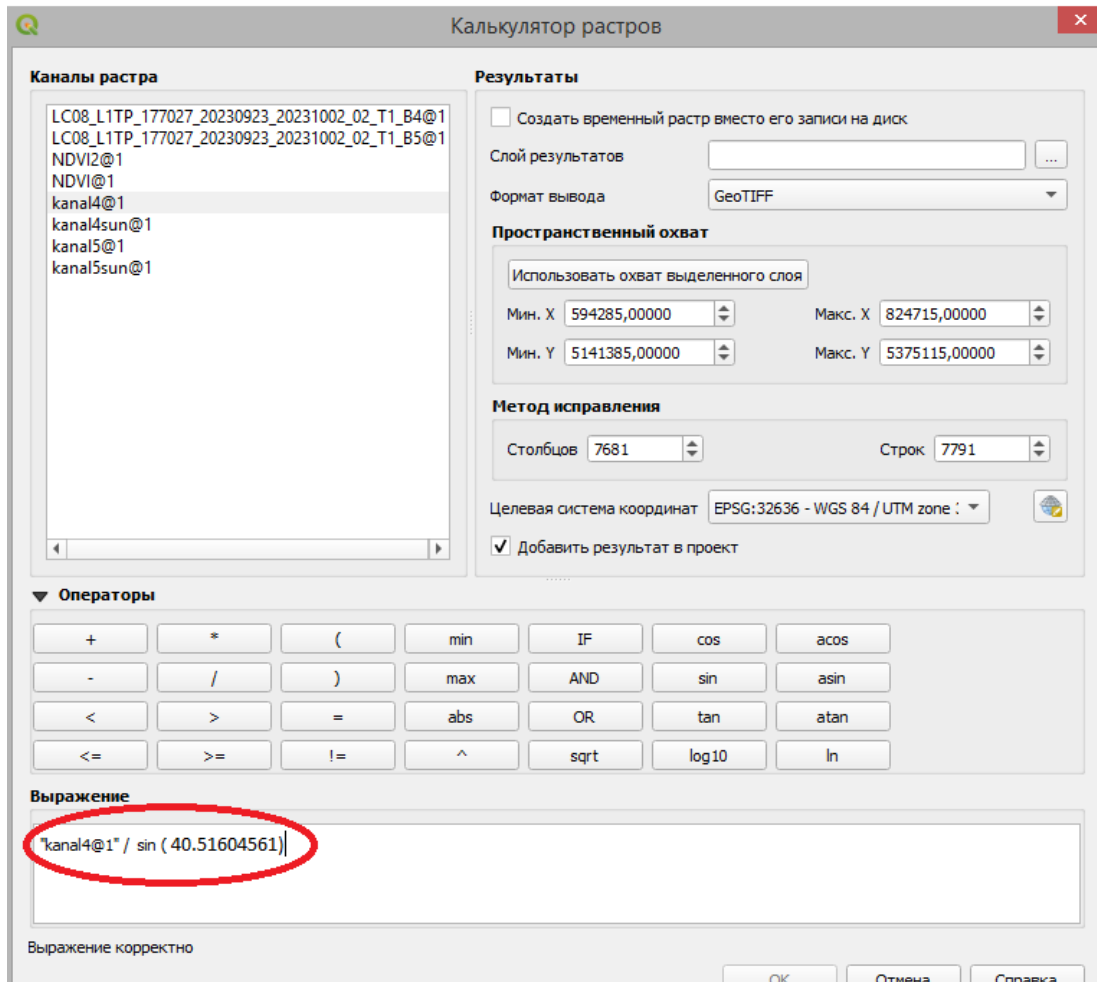 Калькулятор растров
Каналы растра
LC08_L1TP_177027_20230923_20231002_02_T1_B4@1
LC08_L1TP_177027_20230923_20231002_02_T1_B5@1
NDVI2@1
NDVI@1
kanal4@1
kanal4sun@1
kanal5@1
kanal5sun@1
Результаты
Создать временный растр вместо его записи на диск
Слой результатов ...
Формат вывода GeoTIFF
Пространственный охват
Использовать охват выделенного слоя
Мин. X 594285,00000 Макс. X 824715,00000
Мин. Y 5141385,00000 Макс. Y 5375115,00000
Метод исправления
Столбцов 7681 Строк 7791
Целевая система координат EPSG:32636 - WGS 84 / UTM zone
Добавить результат в проект
Операторы
+ * ( min IF cos acos
- / ) max AND sin asin
< > = abs OR tan atan
<= >= != ^ sqrt log10 ln
Выражение
"kanal4@1" / sin ( 40.51604561)
Выражение корректно
OK Отмена Справка